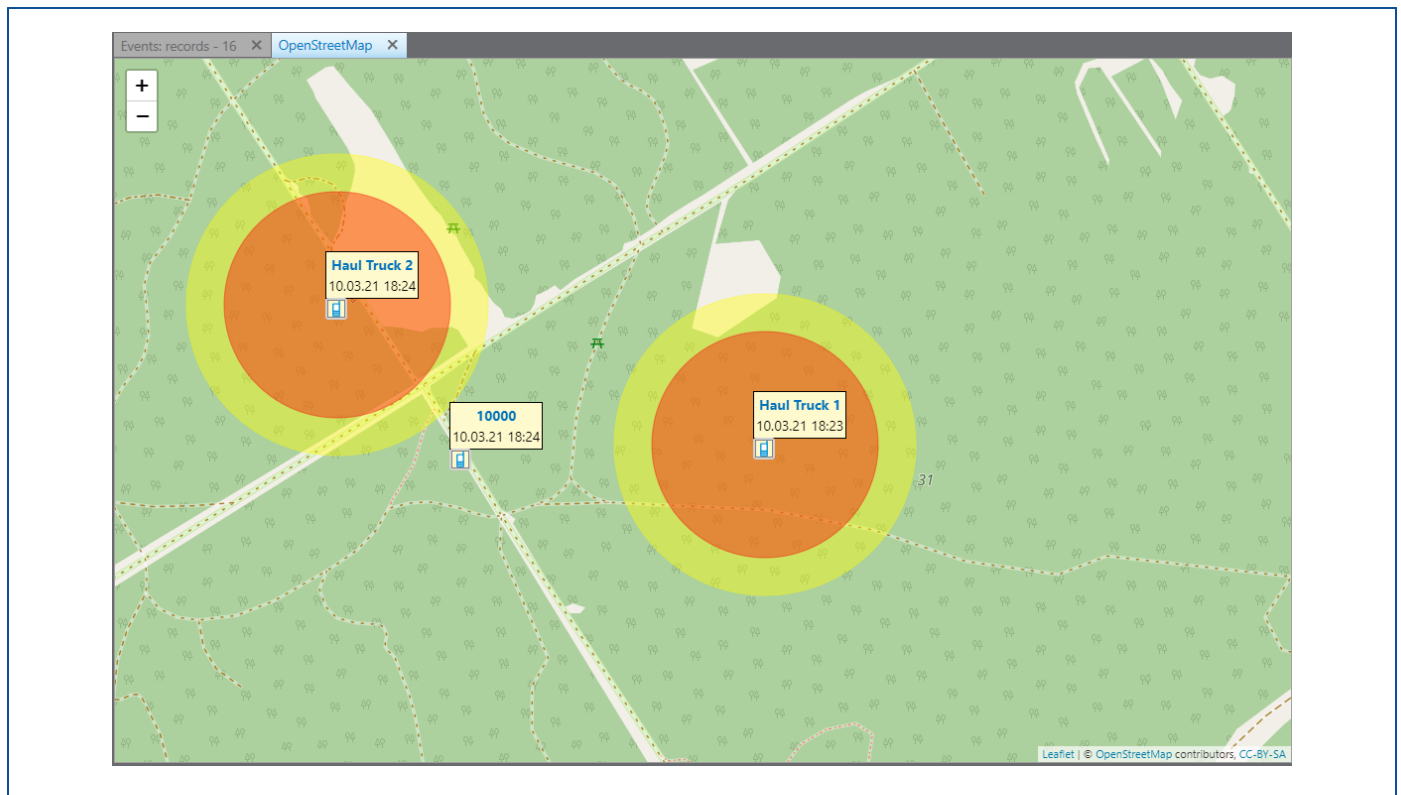 Events: records - 16 ✕
OpenStreetMap ✕
+
−
Haul Truck 2
10.03.21 18:24
10000
10.03.21 18:24
Haul Truck 1
10.03.21 18:23
-31
Leaflet | © OpenStreetMap contributors, CC-BY-SA